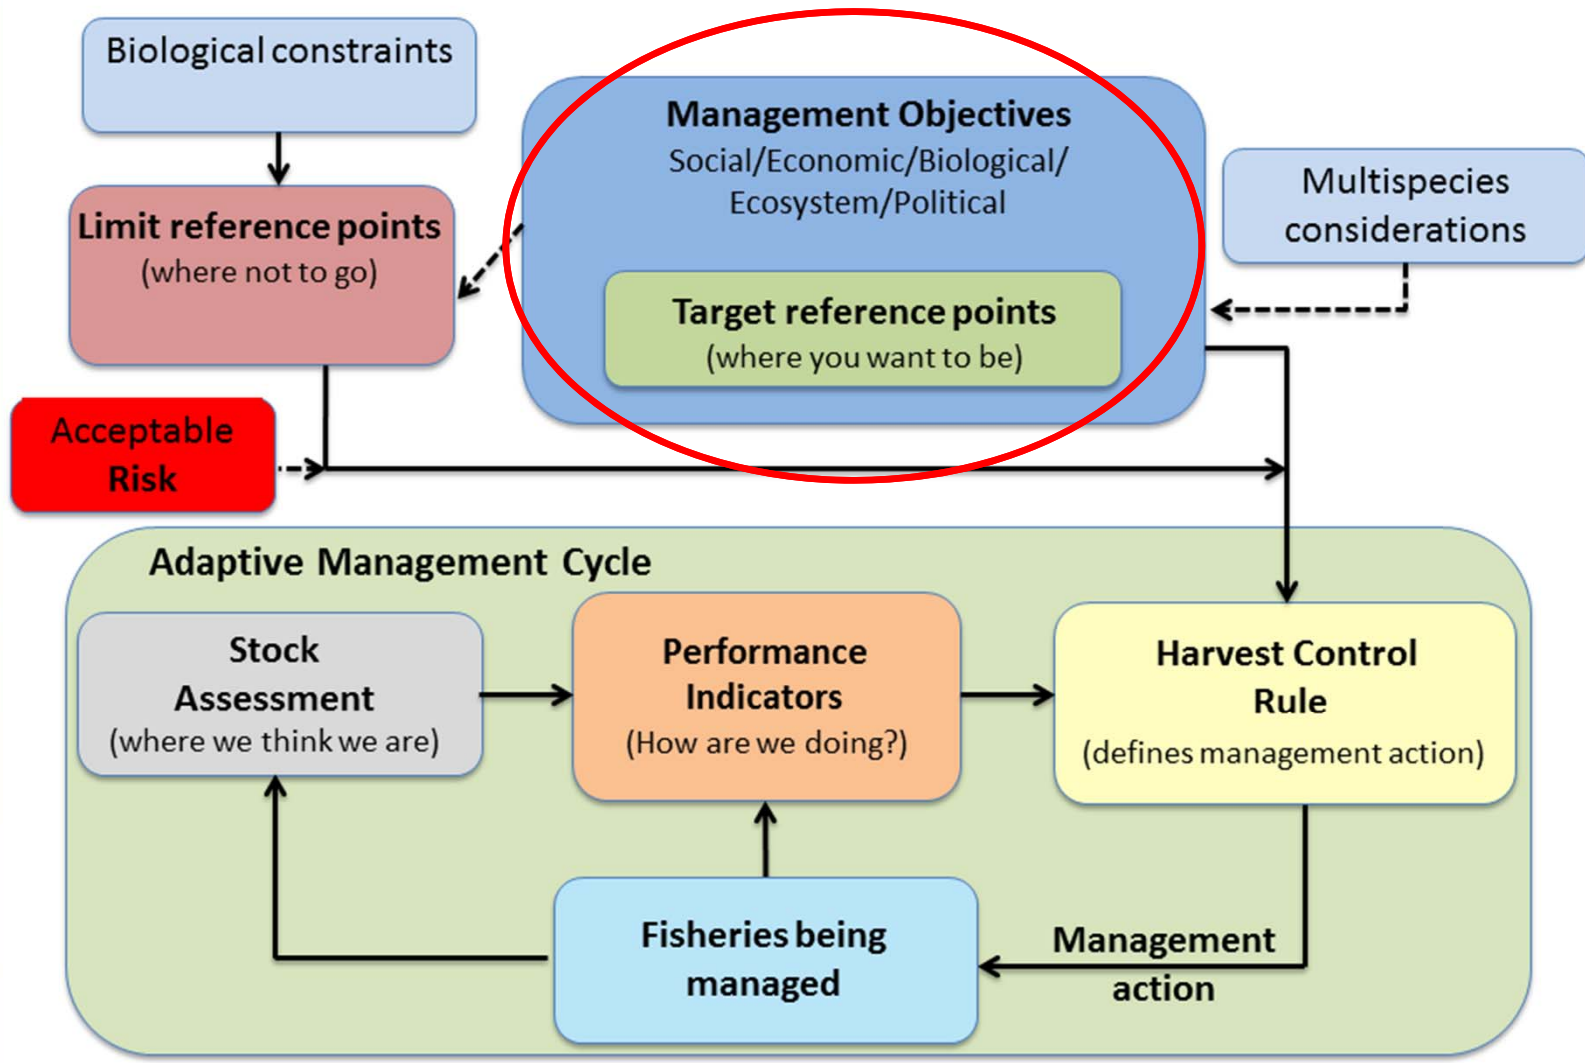 Biological constraints
Management Objectives
Social/Economic/Biological/
Ecosystem/Political
Multispecies
considerations
Limit reference points
(where not to go)
Target reference points
(where you want to be)
Acceptable
Risk
Adaptive Management Cycle
Stock
Assessment
(where we think we are)
Performance
Indicators
(How are we doing?)
Harvest Control
Rule
(defines management action)
Fisheries being
managed
Management
action